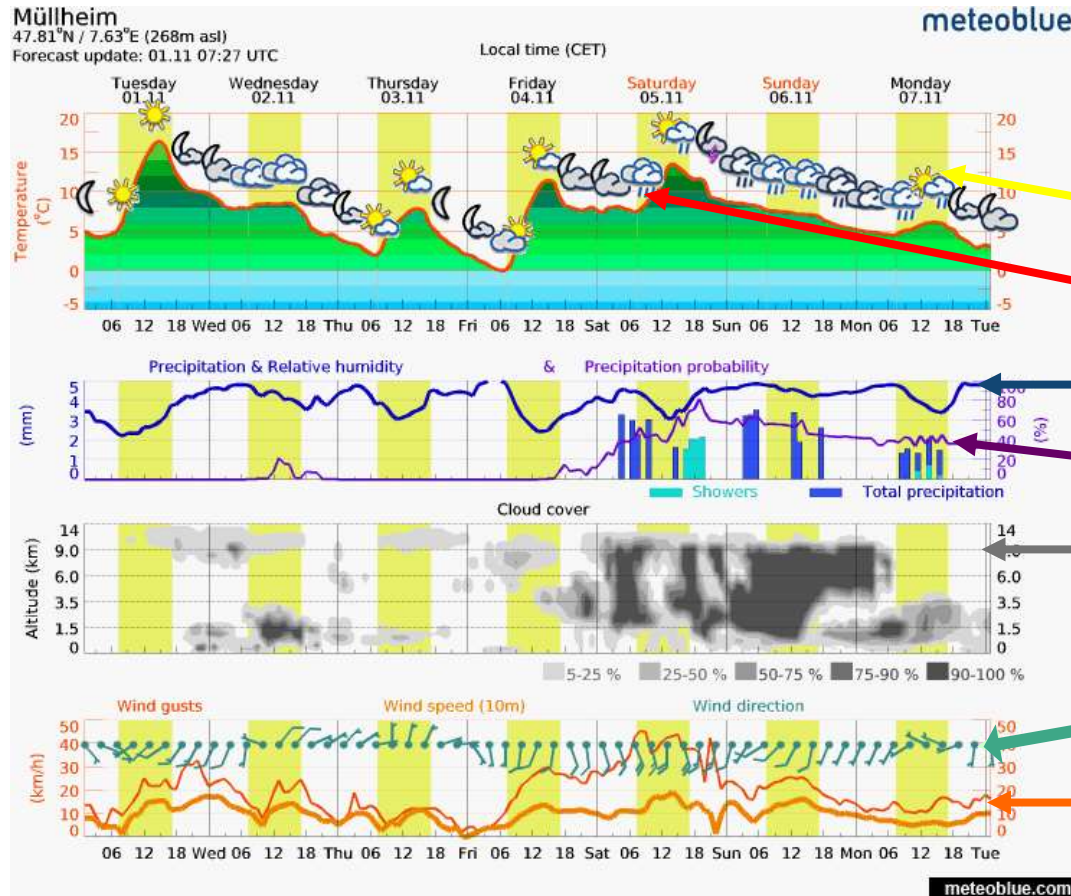 Müllheim
meteoblue
47.81°N / 7.63°E (268m asl)
Forecast update: 01.11 07:27 UTC
Local time (CET)
Tuesday Wednesday Thursday Friday Saturday Sunday Monday
01.11 02.11 03.11 04.11 05.11 06.11 07.11
Temperature
(°C)
20 20
15 15
10 10
5 5
0 0
-5 -5
06 12 18 Wed 06 12 18 Thu 06 12 18 Fri 06 12 18 Sat 06 12 18 Sun 06 12 18 Mon 06 12 18 Tue
Precipitation & Relative humidity & Precipitation probability
(mm)
5 100
4 80
3 60
2 40
1 20
0 0
(%)
Showers Total precipitation
Cloud cover
Altitude (km)
14 14
9.0
6.0 6.0
3.5 3.5
1.5 1.5
0 0
5-25 % 25-50 % 50-75 % 75-90 % 90-100 %
Wind gusts Wind speed (10m) Wind direction
(km/h)
50 50
40
30 30
20 20
10 10
0 0
06 12 18 Wed 06 12 18 Thu 06 12 18 Fri 06 12 18 Sat 06 12 18 Sun 06 12 18 Mon 06 12 18 Tue
meteoblue.com